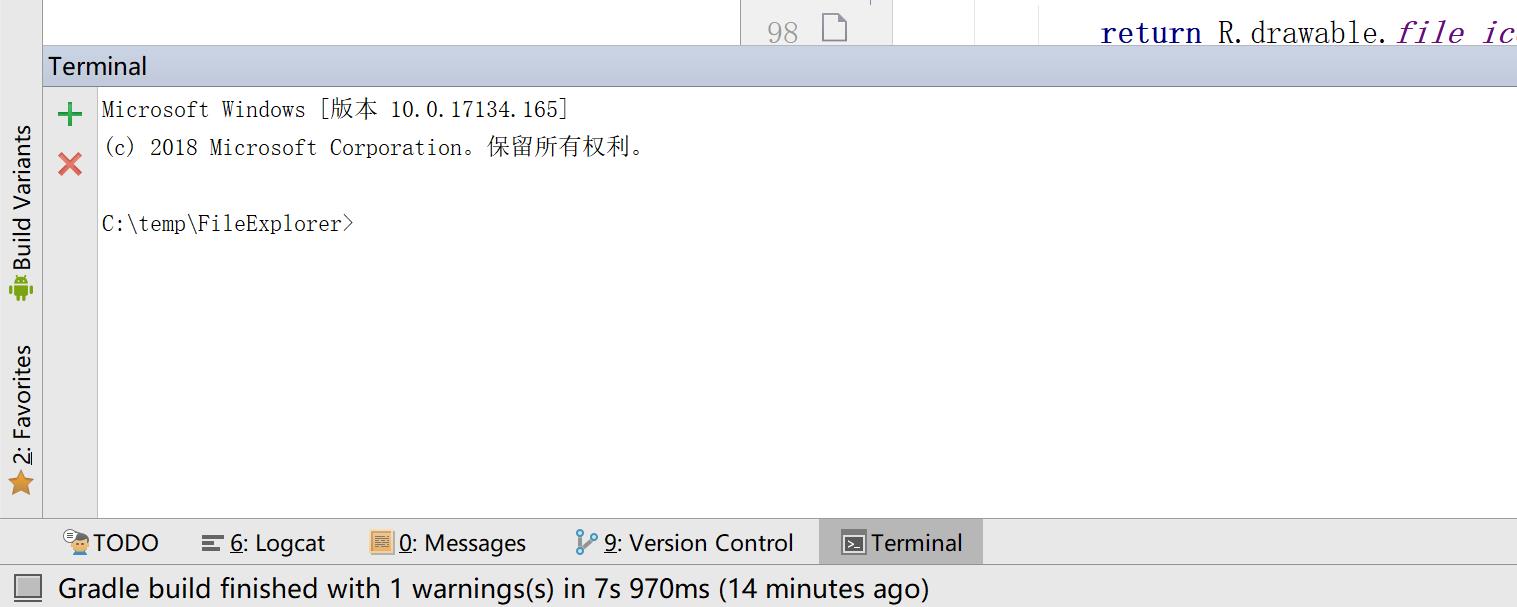 98
return R.drawable.file_ic
Terminal
Microsoft Windows [版本 10.0.17134.165]
(c) 2018 Microsoft Corporation。保留所有权利。
C:\temp\FileExplorer>
Build Variants
2: Favorites
TODO
6: Logcat
0: Messages
9: Version Control
Terminal
Gradle build finished with 1 warnings(s) in 7s 970ms (14 minutes ago)